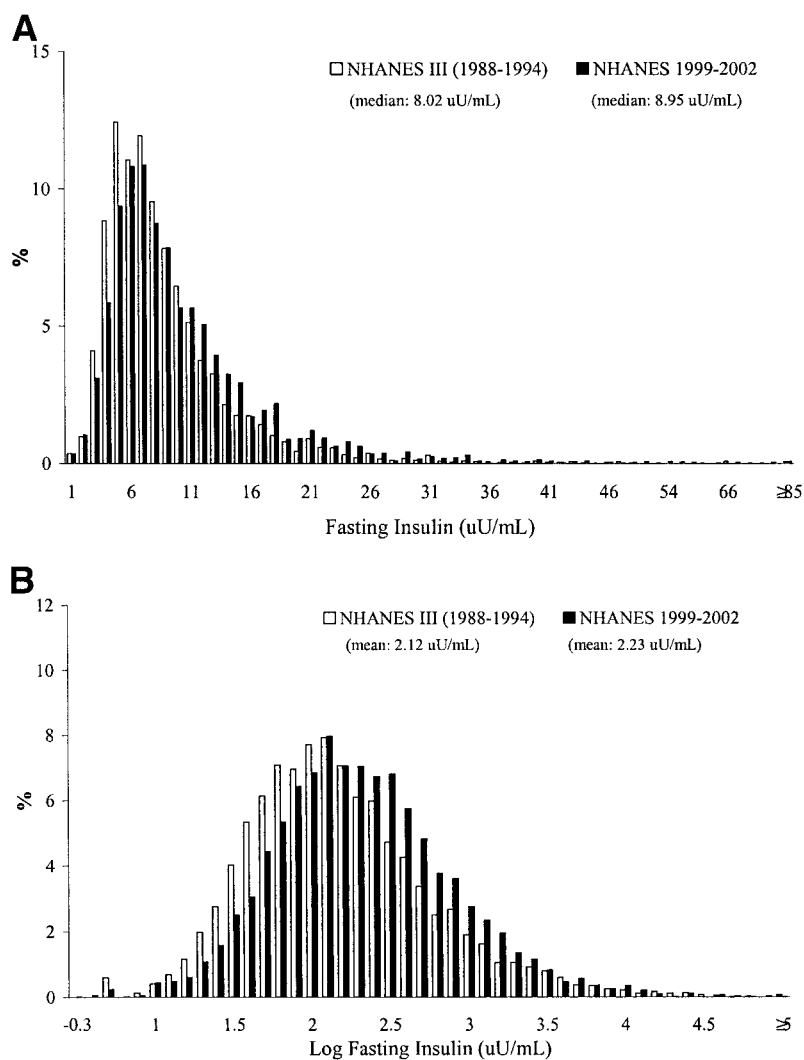 A
15
10
5
0
%
□ NHANES III (1988-1994) ■ NHANES 1999-2002
(median: 8.02 uU/mL) (median: 8.95 uU/mL)
1 6 11 16 21 26 31 36 41 46 54 66 ≥85
Fasting Insulin (uU/mL)
B
12
10
8
6
4
2
0
%
□ NHANES III (1988-1994) ■ NHANES 1999-2002
(mean: 2.12 uU/mL) (mean: 2.23 uU/mL)
-0.3 1 1.5 2 2.5 3 3.5 4 4.5 ≥5
Log Fasting Insulin (uU/mL)